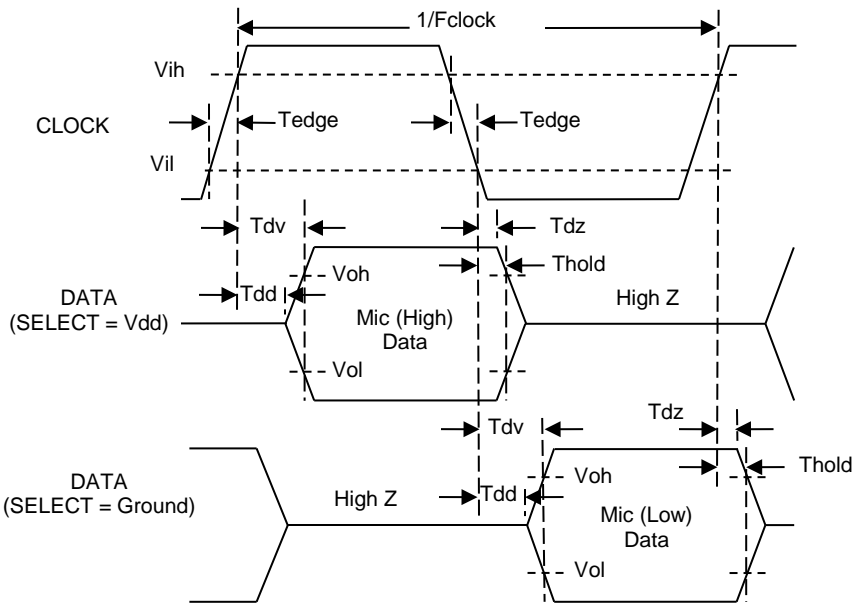 1/Fclock
Vih
CLOCK
Tedge
Tedge
Vil
Tdv
Tdz
Voh
Thold
DATA
(SELECT = Vdd)
Tdd
Mic (High)
Data
High Z
Vol
Tdv
Tdz
DATA
(SELECT = Ground)
High Z
Tdd
Voh
Thold
Mic (Low)
Data
Vol